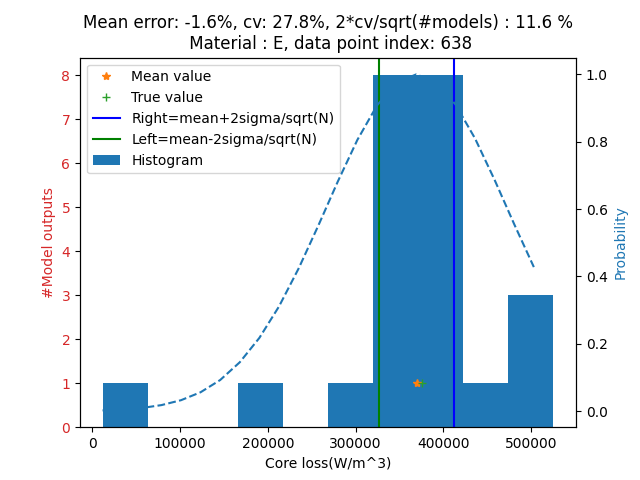 Mean error: -1.6%, cv: 27.8%, 2*cv/sqrt(#models) : 11.6 %
Material : E, data point index: 638
Mean value
True value
Right=mean+2sigma/sqrt(N)
Left=mean-2sigma/sqrt(N)
Histogram
8
7
6
5
4
3
2
1
0
#Model outputs
1.0
0.8
0.6
0.4
0.2
0.0
Probability
0 100000 200000 300000 400000 500000
Core loss(W/m^3)